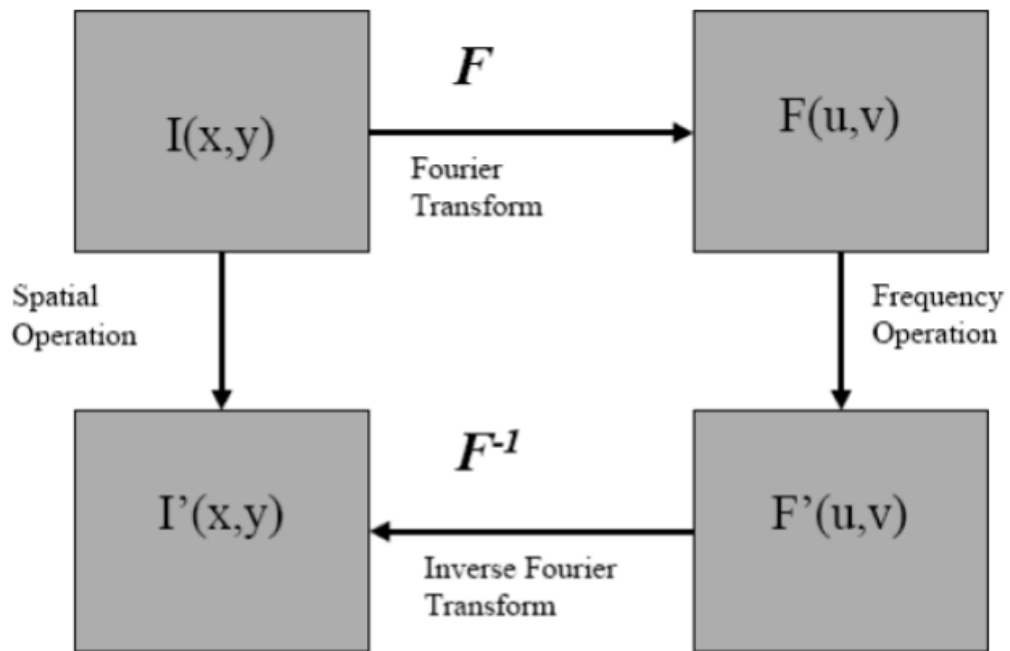 F
I(x,y)
F(u,v)
Fourier
Transform
Spatial
Operation
Frequency
Operation
F-1
I’(x,y)
F’(u,v)
Inverse Fourier
Transform